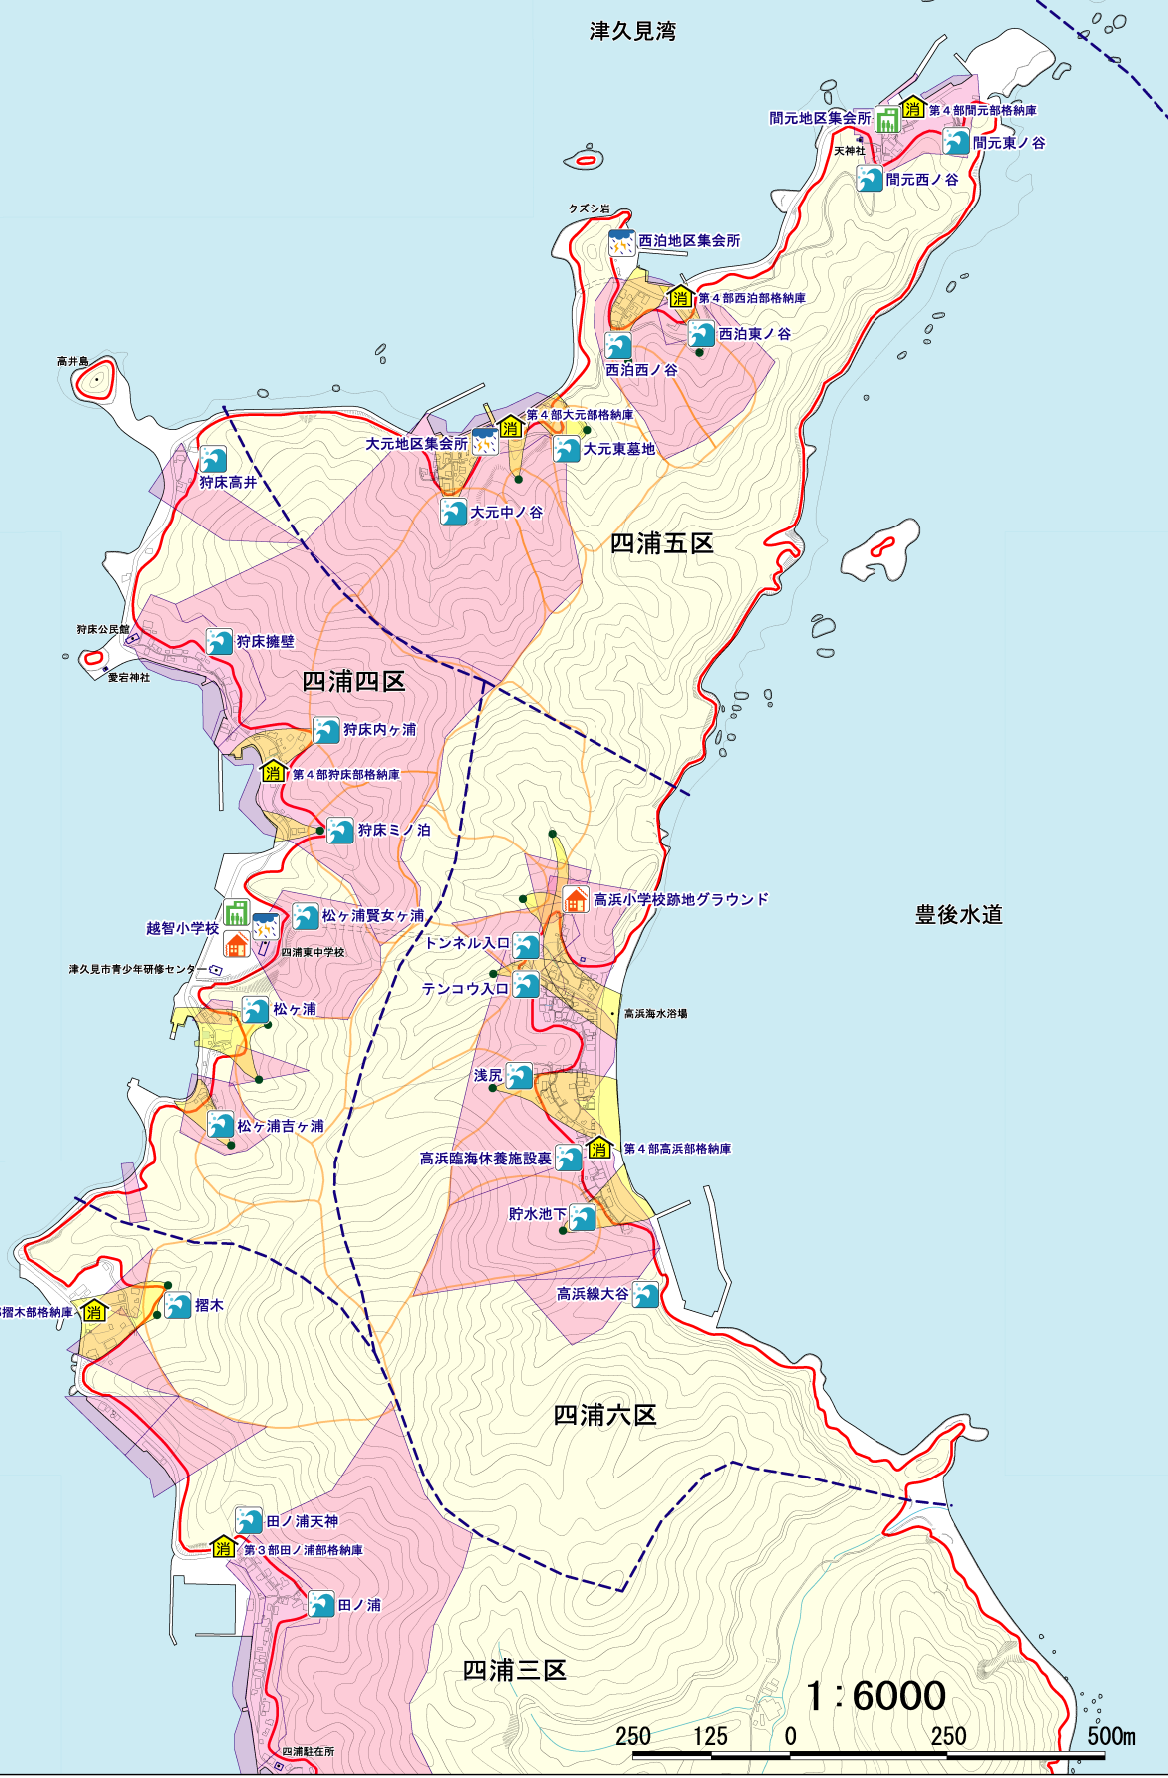 津久見湾
間元地区集会所
第４部間元部格納庫
間元東ノ谷
天神社
間元西ノ谷
クズシ岩
西泊地区集会所
第４部西泊部格納庫
西泊東ノ谷
西泊西ノ谷
高井島
第４部大元部格納庫
大元地区集会所
大元東墓地
狩床高井
大元中ノ谷
四浦五区
狩床公民館
狩床擁壁
愛宕神社
四浦四区
狩床内ヶ浦
第４部狩床部格納庫
狩床ミノ泊
高浜小学校跡地グラウンド
豊後水道
松ヶ浦賢女ヶ浦
越智小学校
トンネル入口
四浦東中学校
津久見市青少年研修センター
テンコウ入口
松ヶ浦
高浜海水浴場
浅尻
松ヶ浦吉ヶ浦
第４部高浜部格納庫
高浜臨海休養施設裏
貯水池下
高浜線大谷
摺木
部摺木部格納庫
四浦六区
田ノ浦天神
第３部田ノ浦部格納庫
田ノ浦
四浦三区
1：6000
250 125 0 250 500m
四浦駐在所
消
消
消
消
消
消
消